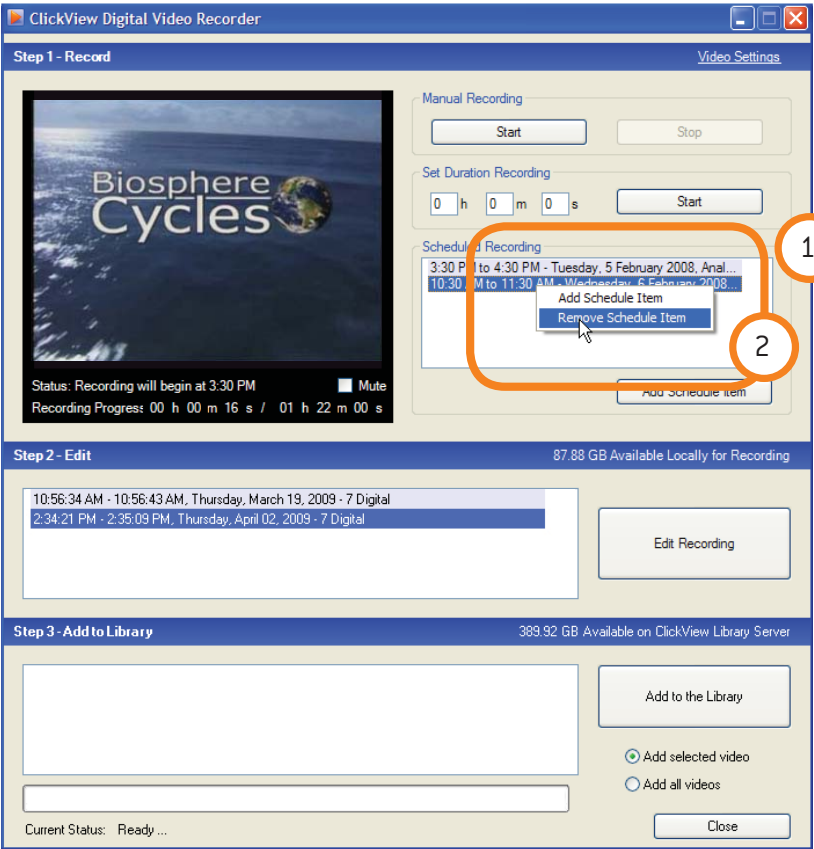 ClickView Digital Video Recorder
Step 1 - Record
Video Settings
Biosphere
Cycles
Status: Recording will begin at 3:30 PM
Mute
Recording Progress: 00 h 00 m 16 s / 01 h 22 m 00 s
Manual Recording
Start
Stop
Set Duration Recording
0 h 0 m 0 s
Start
Scheduled Recording
1
3:30 PM to 4:30 PM - Tuesday, 5 February 2008, Anal...
10:30 AM to 11:30 AM - Wednesday, 6 February 2008...
Add Schedule Item
Remove Schedule Item
2
Add Schedule Item
Step 2 - Edit
87.88 GB Available Locally for Recording
10:56:34 AM - 10:56:43 AM, Thursday, March 19, 2009 - 7 Digital
2:34:21 PM - 2:35:09 PM, Thursday, April 02, 2009 - 7 Digital
Edit Recording
Step 3 - Add to Library
389.92 GB Available on ClickView Library Server
Add to the Library
Add selected video
Add all videos
Current Status: Ready ...
Close